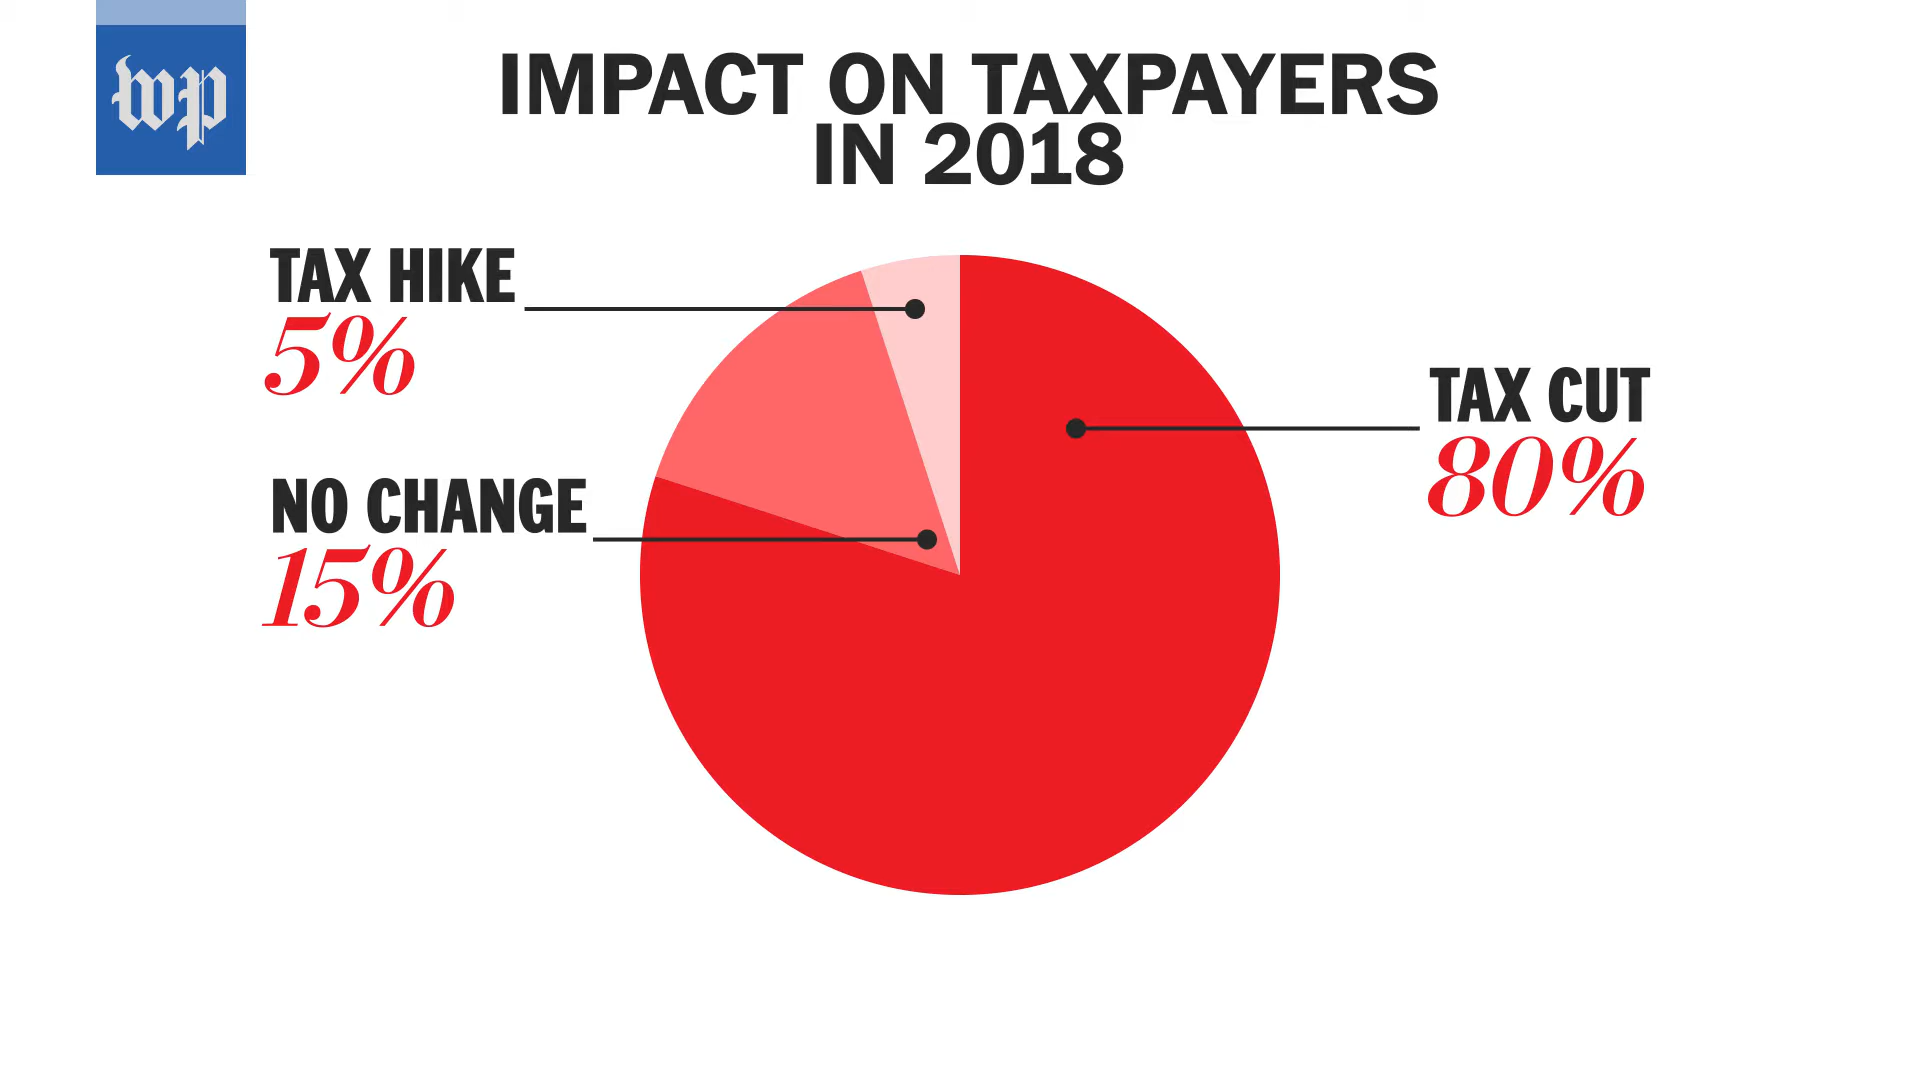 wp
IMPACT ON TAXPAYERS
IN 2018
TAX HIKE
5%
NO CHANGE
15%
TAX CUT
80%